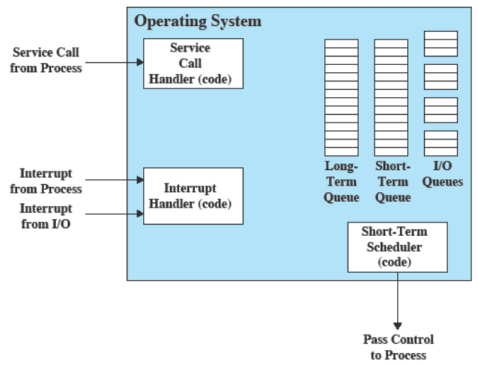 Operating System
Service Call
from Process
Service
Call
Handler (code)
Interrupt
from Process
Interrupt
from I/O
Interrupt
Handler (code)
Long-
Term
Queue
Short-
Term
Queue
I/O
Queues
Short-Term
Scheduler
(code)
Pass Control
to Process